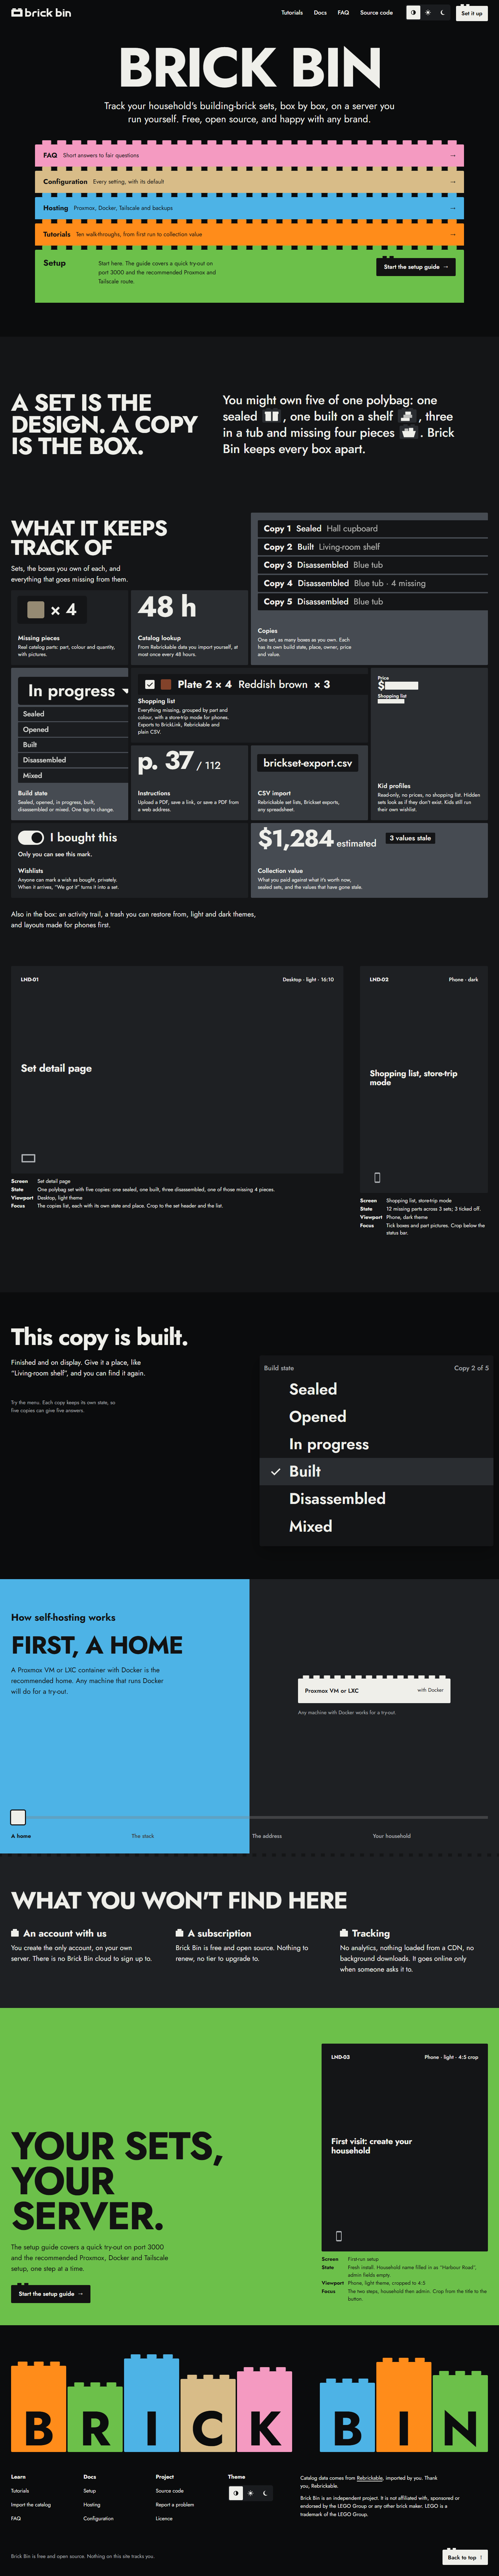 brick bin
Tutorials Docs FAQ Source code Set it up
BRICK BIN
Track your household's building-brick sets, box by box, on a server you
run yourself. Free, open source, and happy with any brand.
FAQ Short answers to fair questions →
Configuration Every setting, with its default →
Hosting Proxmox, Docker, Tailscale and backups →
Tutorials Ten walk-throughs, from first run to collection value →
Setup
Start here. The guide covers a quick try-out on
port 3000 and the recommended Proxmox and
Tailscale route.
Start the setup guide →
A SET IS THE
DESIGN. A COPY
IS THE BOX.
You might own five of one polybag: one
sealed , one built on a shelf , three
in a tub and missing four pieces . Brick
Bin keeps every box apart.
WHAT IT KEEPS
TRACK OF
Sets, the boxes you own of each, and
everything that goes missing from them.
Copy 1 Sealed Hall cupboard
Copy 2 Built Living-room shelf
Copy 3 Disassembled Blue tub
Copy 4 Disassembled Blue tub · 4 missing
Copy 5 Disassembled Blue tub
Copies
One set, as many boxes as you own. Each
has its own build state, place, owner, price
and value.
× 4
Missing pieces
Real catalog parts: part, colour and quantity,
with pictures.
48 h
Catalog lookup
From Rebrickable data you import yourself, at
most once every 48 hours.
In progress
Sealed
Opened
Built
Disassembled
Mixed
Build state
Sealed, opened, in progress, built,
disassembled or mixed. One tap to change.
Plate 2 × 4 Reddish brown × 3
Shopping list
Everything missing, grouped by part and
colour, with a store-trip mode for phones.
Exports to BrickLink, Rebrickable and
plain CSV.
Price
$
Shopping list
Kid profiles
Read-only, no prices, no shopping list. Hidden
sets look as if they don't exist. Kids still run
their own wishlist.
p. 37 / 112
Instructions
Upload a PDF, save a link, or save a PDF from
a web address.
brickset-export.csv
CSV import
Rebrickable set lists, Brickset exports,
any spreadsheet.
I bought this
Only you can see this mark.
Wishlists
Anyone can mark a wish as bought, privately.
When it arrives, "We got it" turns it into a set.
$1,284 estimated 3 values stale
Collection value
What you paid against what it's worth now,
sealed sets, and the values that have gone stale.
Also in the box: an activity trail, a trash you can restore from, light and dark themes,
and layouts made for phones first.
LND-01 Desktop · light · 16:10
Set detail page
Screen Set detail page
State One polybag set with five copies: one sealed, one built, three disassembled, one of those missing 4 pieces.
Viewport Desktop, light theme
Focus The copies list, each with its own state and place. Crop to the set header and the list.
LND-02 Phone · dark
Shopping list, store-trip
mode
Screen Shopping list, store-trip mode
State 12 missing parts across 3 sets; 3 ticked off.
Viewport Phone, dark theme
Focus Tick boxes and part pictures. Crop below the
status bar.
This copy is built.
Finished and on display. Give it a place, like
"Living-room shelf", and you can find it again.
Try the menu. Each copy keeps its own state, so
five copies can give five answers.
Build state Copy 2 of 5
Sealed
Opened
In progress
Built
Disassembled
Mixed
How self-hosting works
FIRST, A HOME
A Proxmox VM or LXC container with Docker is the
recommended home. Any machine that runs Docker
will do for a try-out.
Proxmox VM or LXC with Docker
Any machine with Docker works for a try-out.
A home The stack The address Your household
WHAT YOU WON'T FIND HERE
An account with us
You create the only account, on your own
server. There is no Brick Bin cloud to sign up to.
A subscription
Brick Bin is free and open source. Nothing to
renew, no tier to upgrade to.
Tracking
No analytics, nothing loaded from a CDN, no
background downloads. It goes online only
when someone asks it to.
YOUR SETS,
YOUR
SERVER.
The setup guide covers a quick try-out on port 3000
and the recommended Proxmox, Docker and Tailscale
setup, one step at a time.
Start the setup guide →
LND-03 Phone · light · 4:5 crop
First visit: create your
household
Screen First-run setup
State Fresh install. Household name filled in as "Harbour Road",
admin fields empty.
Viewport Phone, light theme, cropped to 4:5
Focus The two steps, household then admin. Crop from the title to the
button.
BRICK BIN
Learn
Tutorials
Import the catalog
FAQ
Docs
Setup
Hosting
Configuration
Project
Source code
Report a problem
Licence
Theme
Catalog data comes from Rebrickable, imported by you. Thank
you, Rebrickable.
Brick Bin is an independent project. It is not affiliated with, sponsored or
endorsed by the LEGO Group or any other brick maker. LEGO is a
trademark of the LEGO Group.
Brick Bin is free and open source. Nothing on this site tracks you.
Back to top ↑